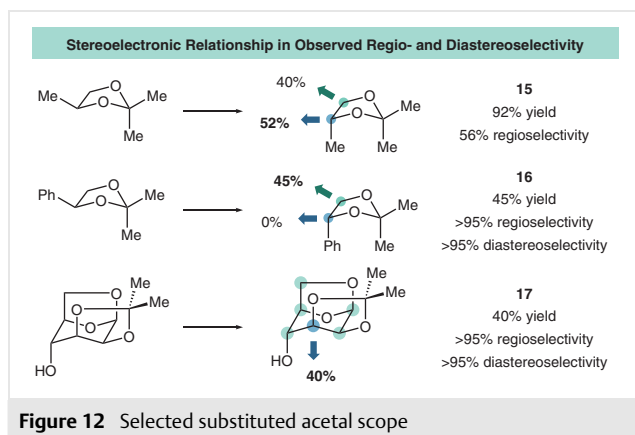 Stereoelectronic Relationship in Observed Regio- and Diastereoselectivity
Me
O
O
Me
Me
40%
52%
O
O
Me
Me
Me
15
92% yield
56% regioselectivity
Ph
O
O
Me
Me
45%
0%
O
O
Me
Ph
Me
16
45% yield
>95% regioselectivity
>95% diastereoselectivity
O
O
Me
Me
O
O
HO
O
O
Me
Me
O
O
HO
40%
17
40% yield
>95% regioselectivity
>95% diastereoselectivity
Figure 12 Selected substituted acetal scope